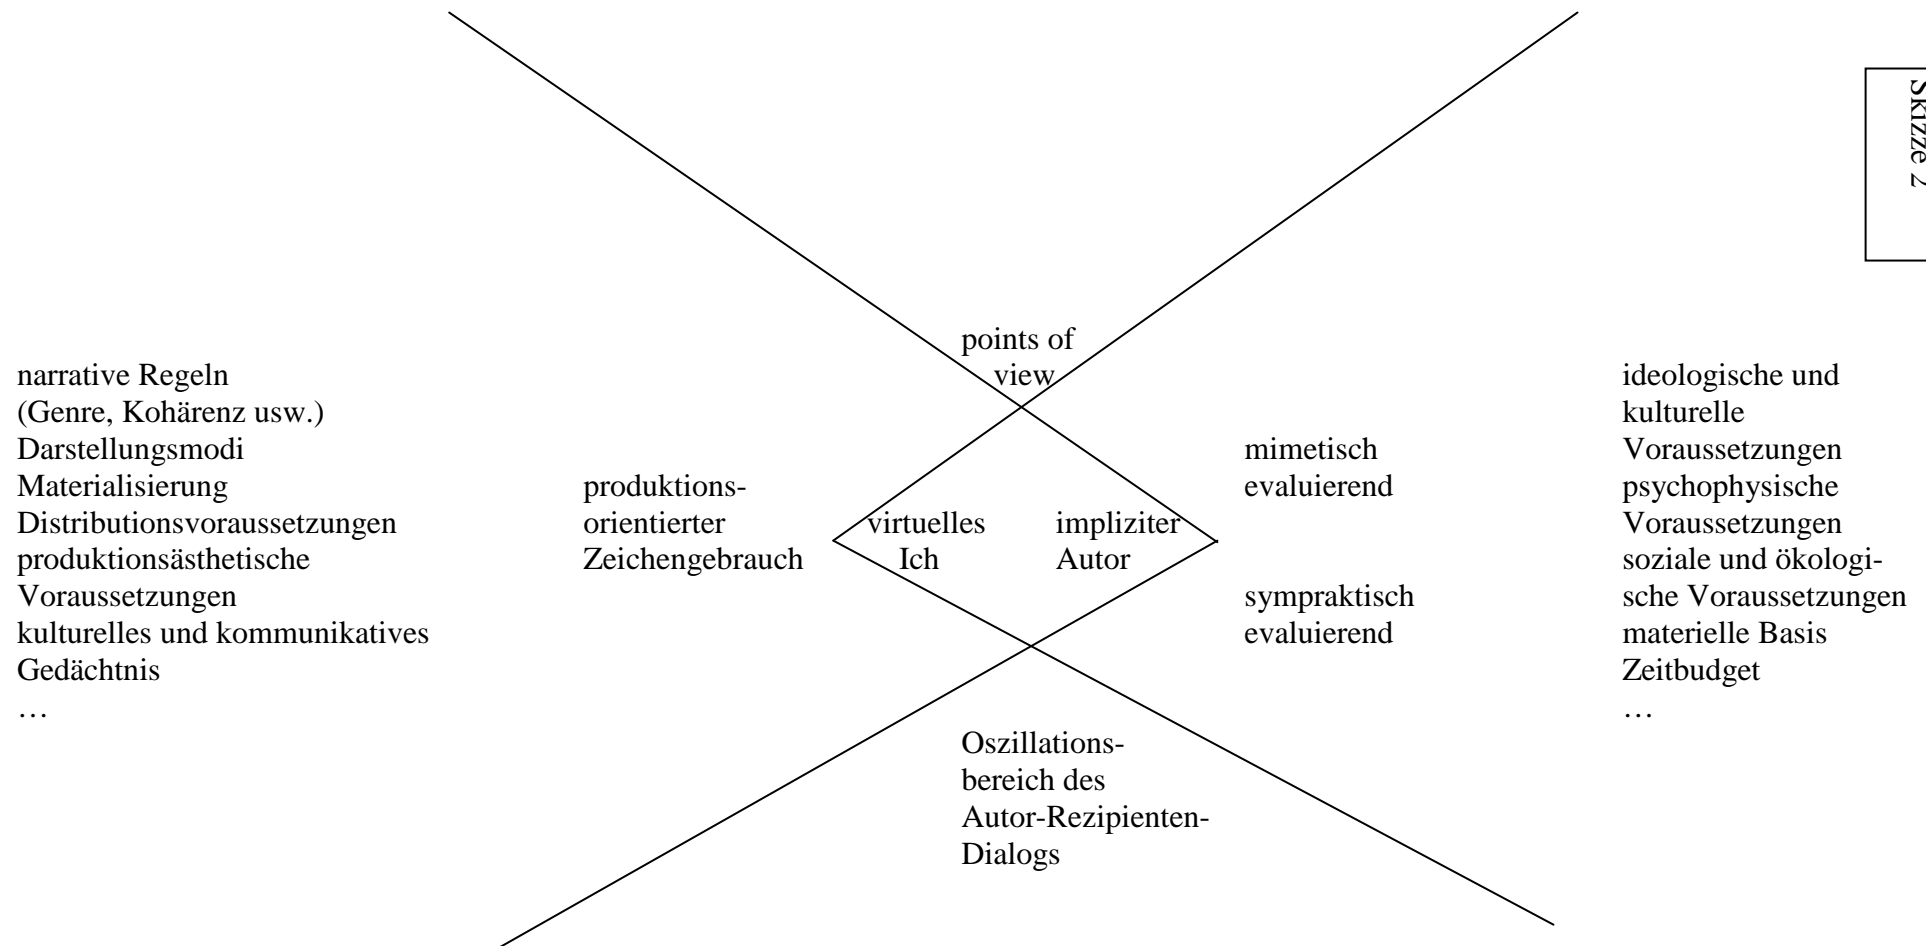 Skizze 2
points of
view
narrative Regeln
(Genre, Kohärenz usw.)
Darstellungsmodi
Materialisierung
Distributionsvoraussetzungen
produktionsästhetische
Voraussetzungen
kulturelles und kommunikatives
Gedächtnis
…
produktions-
orientierter
Zeichengebrauch
virtuelles
Ich
impliziter
Autor
mimetisch
evaluierend
sympraktisch
evaluierend
ideologische und
kulturelle
Voraussetzungen
psychophysische
Voraussetzungen
soziale und ökologi-
sche Voraussetzungen
materielle Basis
Zeitbudget
…
Oszillations-
bereich des
Autor-Rezipienten-
Dialogs